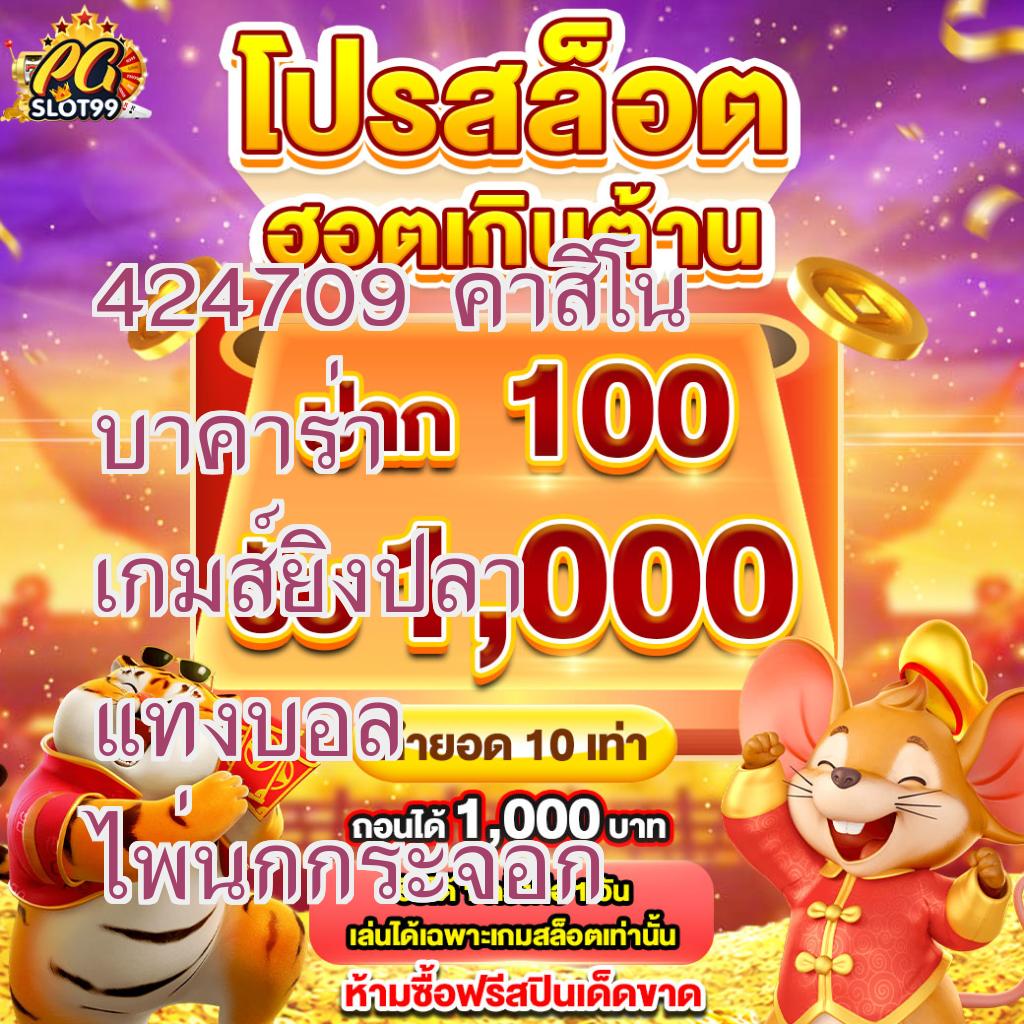 PG
SLOT99
โปรสล็อต
ฮอตเกินต้าน
424709 คาสิโน
บาคาร่า
100
เกมส์ยิงปลา
1,000
แทงบอล
10 เท่า
ถอนได้ 1,000 บาท
ไพ่นกกระจอก
วัน
เล่นได้เฉพาะเกมสล็อตเท่านั้น
ห้ามซื้อฟรีสปินเด็ดขาด